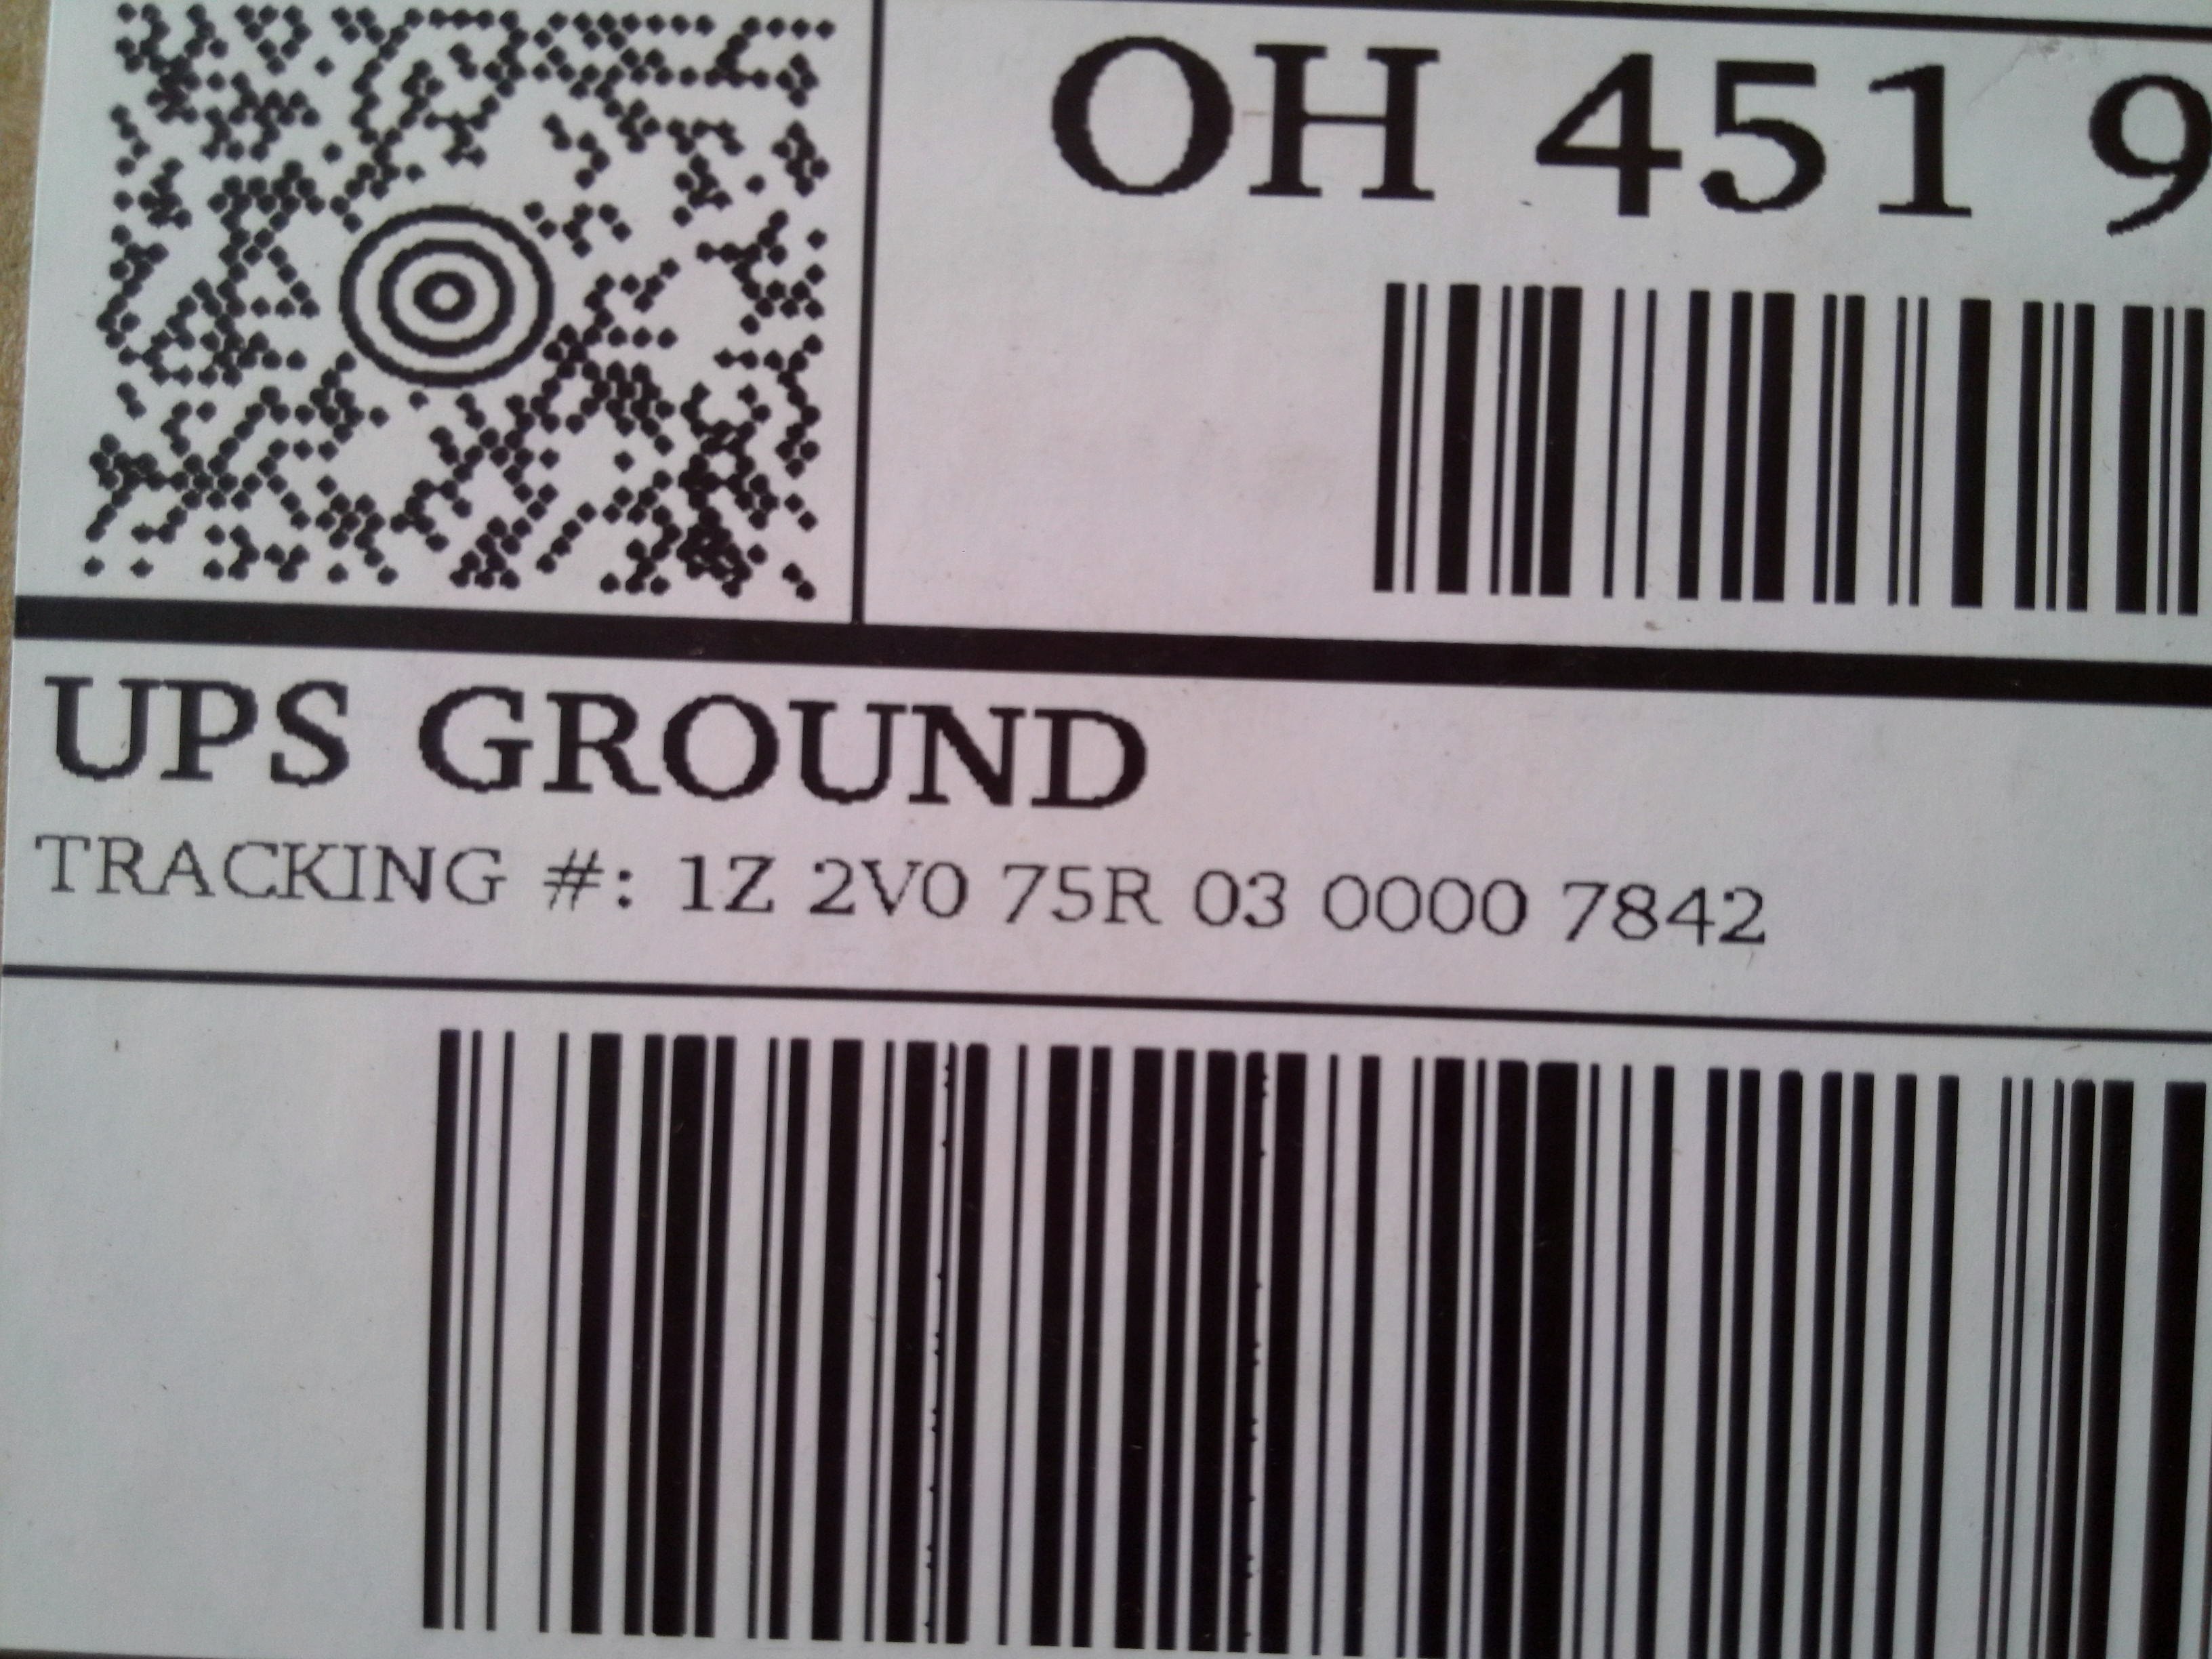 OH 451 9
UPS GROUND
TRACKING #: 1Z 2V0 75R 03 0000 7842